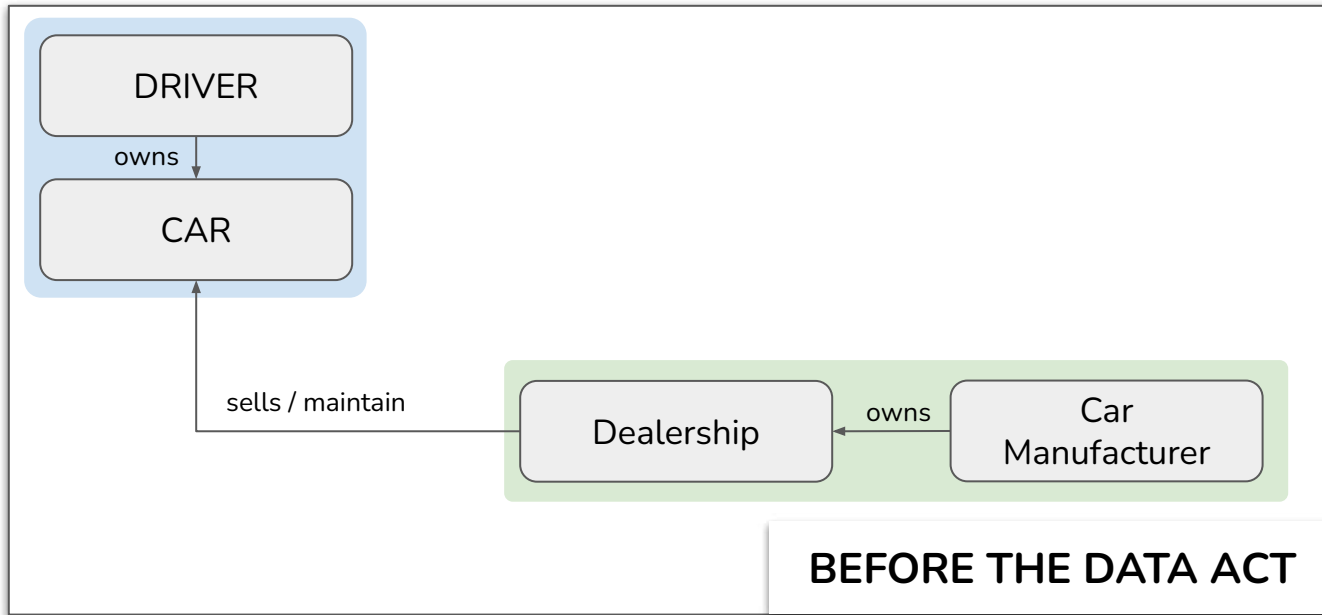 DRIVER
owns
CAR
sells / maintain
Dealership
owns
Car
Manufacturer
BEFORE THE DATA ACT